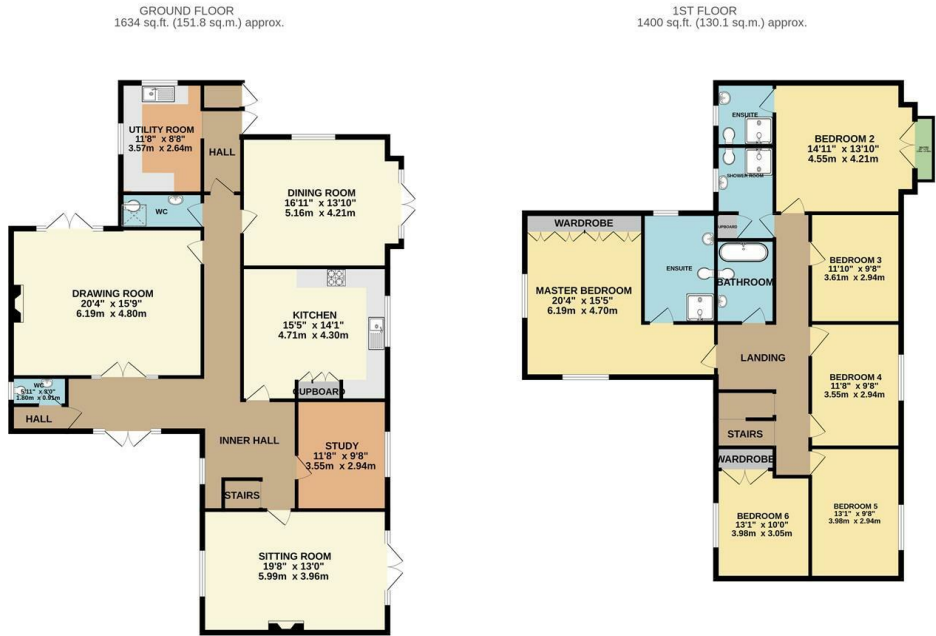 GROUND FLOOR
1634 sq.ft. (151.8 sq.m.) approx.
UTILITY ROOM
11'8" x 8'8"
3.57m x 2.64m
HALL
WC
DINING ROOM
16'11" x 13'10"
5.16m x 4.21m
DRAWING ROOM
20'4" x 15'9"
6.19m x 4.80m
KITCHEN
15'5" x 14'1"
4.71m x 4.30m
CUPBOARD
WC
5'11" x 3'0"
1.80m x 0.91m
HALL
INNER HALL
STUDY
11'8" x 9'8"
3.55m x 2.94m
STAIRS
SITTING ROOM
19'8" x 13'0"
5.99m x 3.96m
1ST FLOOR
1400 sq.ft. (130.1 sq.m.) approx.
ENSUITE
BEDROOM 2
14'11" x 13'10"
4.55m x 4.21m
SHOWER ROOM
CUPBOARD
WARDROBE
ENSUITE
BATHROOM
BEDROOM 3
11'10" x 9'8"
3.61m x 2.94m
MASTER BEDROOM
20'4" x 15'5"
6.19m x 4.70m
LANDING
BEDROOM 4
11'8" x 9'8"
3.55m x 2.94m
STAIRS
WARDROBE
BEDROOM 6
13'1" x 10'0"
3.98m x 3.05m
BEDROOM 5
13'1" x 9'8"
3.98m x 2.94m